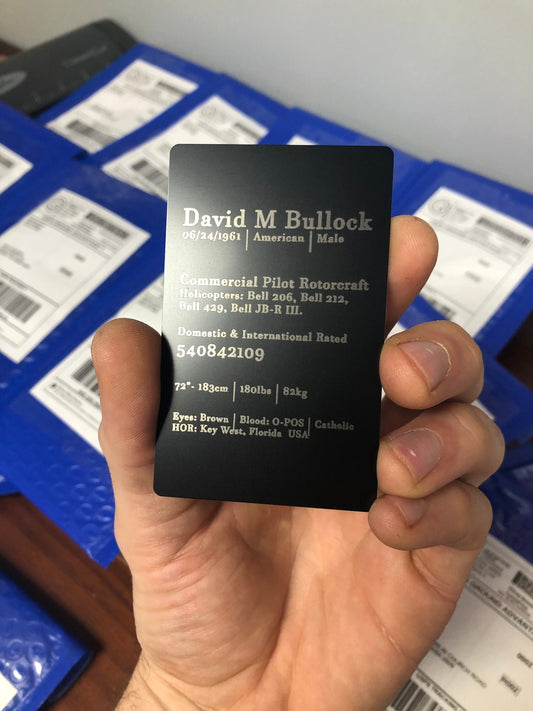 David M Bullock
06/24/1961 | American | Male
Commercial Pilot Rotorcraft
Helicopters: Bell 206, Bell 212,
Bell 429, Bell JB-R III.
Domestic & International Rated
540842109
72"- 183cm | 180lbs | 82kg
Eyes: Brown | Blood: O-POS | Catholic
HOR: Key West, Florida USA
GROUND ADVANTAGE